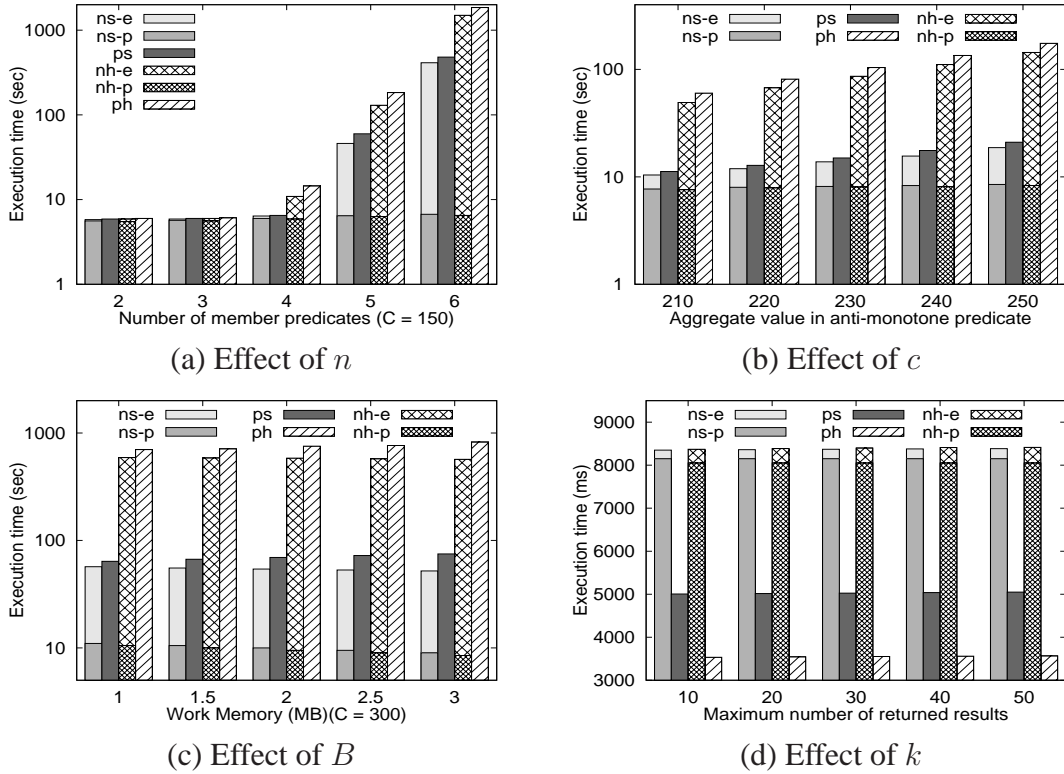 1000
100
10
1
Execution time (sec)
ns-e
ns-p
ps
nh-e
nh-p
ph
2 3 4 5 6
Number of member predicates (C = 150)
(a) Effect of n
100
10
1
Execution time (sec)
ns-e ps nh-e
ns-p ph nh-p
210 220 230 240 250
Aggregate value in anti-monotone predicate
(b) Effect of c
1000
100
10
Execution time (sec)
ns-e ps nh-e
ns-p ph nh-p
1 1.5 2 2.5 3
Work Memory (MB)(C = 300)
(c) Effect of B
9000
8000
7000
6000
5000
4000
3000
Execution time (ms)
ns-e ps nh-e
ns-p ph nh-p
10 20 30 40 50
Maximum number of returned results
(d) Effect of k